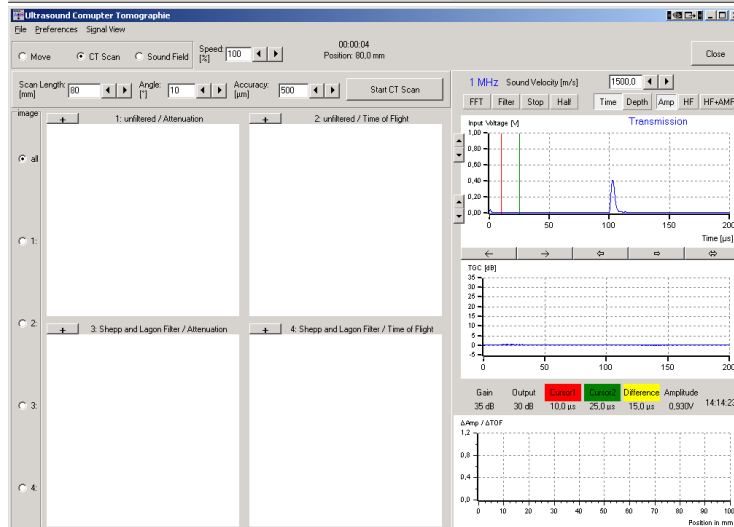 Ultrasound Comupter Tomographie
File Preferences Signal View
Move CT Scan Sound Field Speed: [%] 100 00:00:04 Position: 80,0 mm Close
Scan Length: [mm] 80 Angle: [°] 10 Accuracy: [µm] 500 Start CT Scan
1 MHz Sound Velocity [m/s] 1500,0
FFT Filter Stop Half Time Depth Amp HF HF+AMP
image
+ 1: unfiltered / Attenuation + 2: unfiltered / Time of Flight
all
1:
2:
+ 3: Shepp and Lagon Filter / Attenuation + 4: Shepp and Lagon Filter / Time of Flight
3:
4:
Input Voltage [V] Transmission
1,00
0,80
0,60
0,40
0,20
0,00
0 50 100 150 200
Time [µs]
TGC [dB]
35
30
25
20
15
10
5
0
-5
0 50 100 150 200
Gain Output Cursor1 Cursor2 Difference Amplitude
35 dB 30 dB 10,0 µs 25,0 µs 15,0 µs 0,930V 14:14:23
ΔAmp / ΔTOF
1,2
0,8
0,4
0,0
0 10 20 30 40 50 60 70 80 90 100
Position in mm